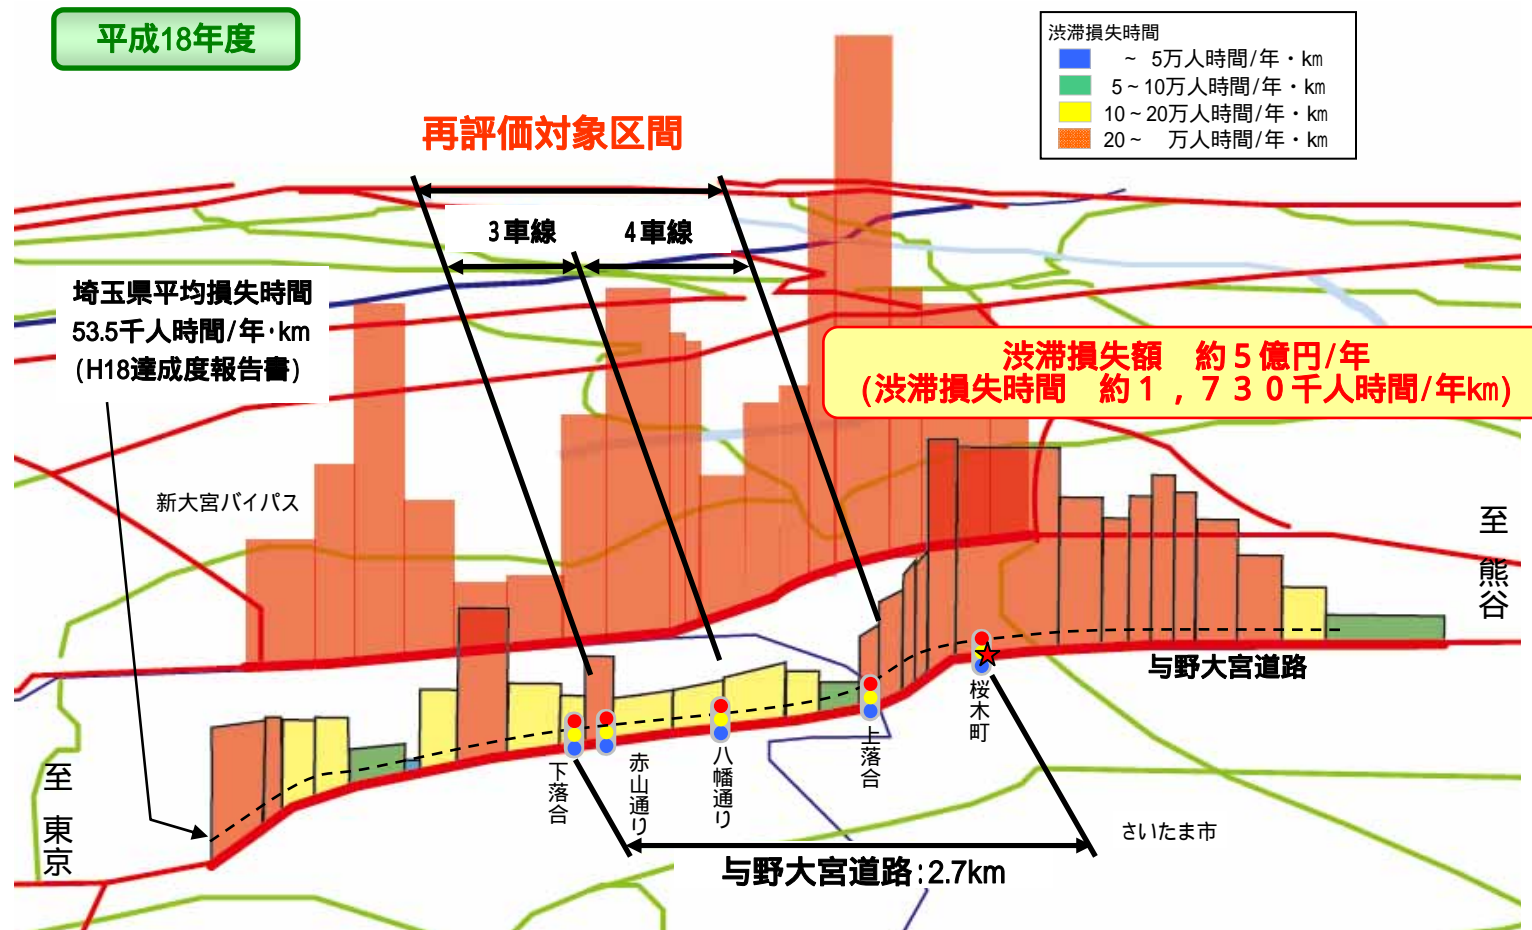 平成18年度
渋滞損失時間
~ 5万人時間/年・km
5~10万人時間/年・km
10~20万人時間/年・km
20~ 万人時間/年・km
再評価対象区間
3車線
4車線
埼玉県平均損失時間
53.5千人時間/年・km
(H18達成度報告書)
渋滞損失額 約5億円/年
(渋滞損失時間 約1,730千人時間/年km)
新大宮バイパス
至 熊谷
与野大宮道路
桜木町
上落合
八幡通り
赤山通り
下落合
至 東京
さいたま市
与野大宮道路:2.7km